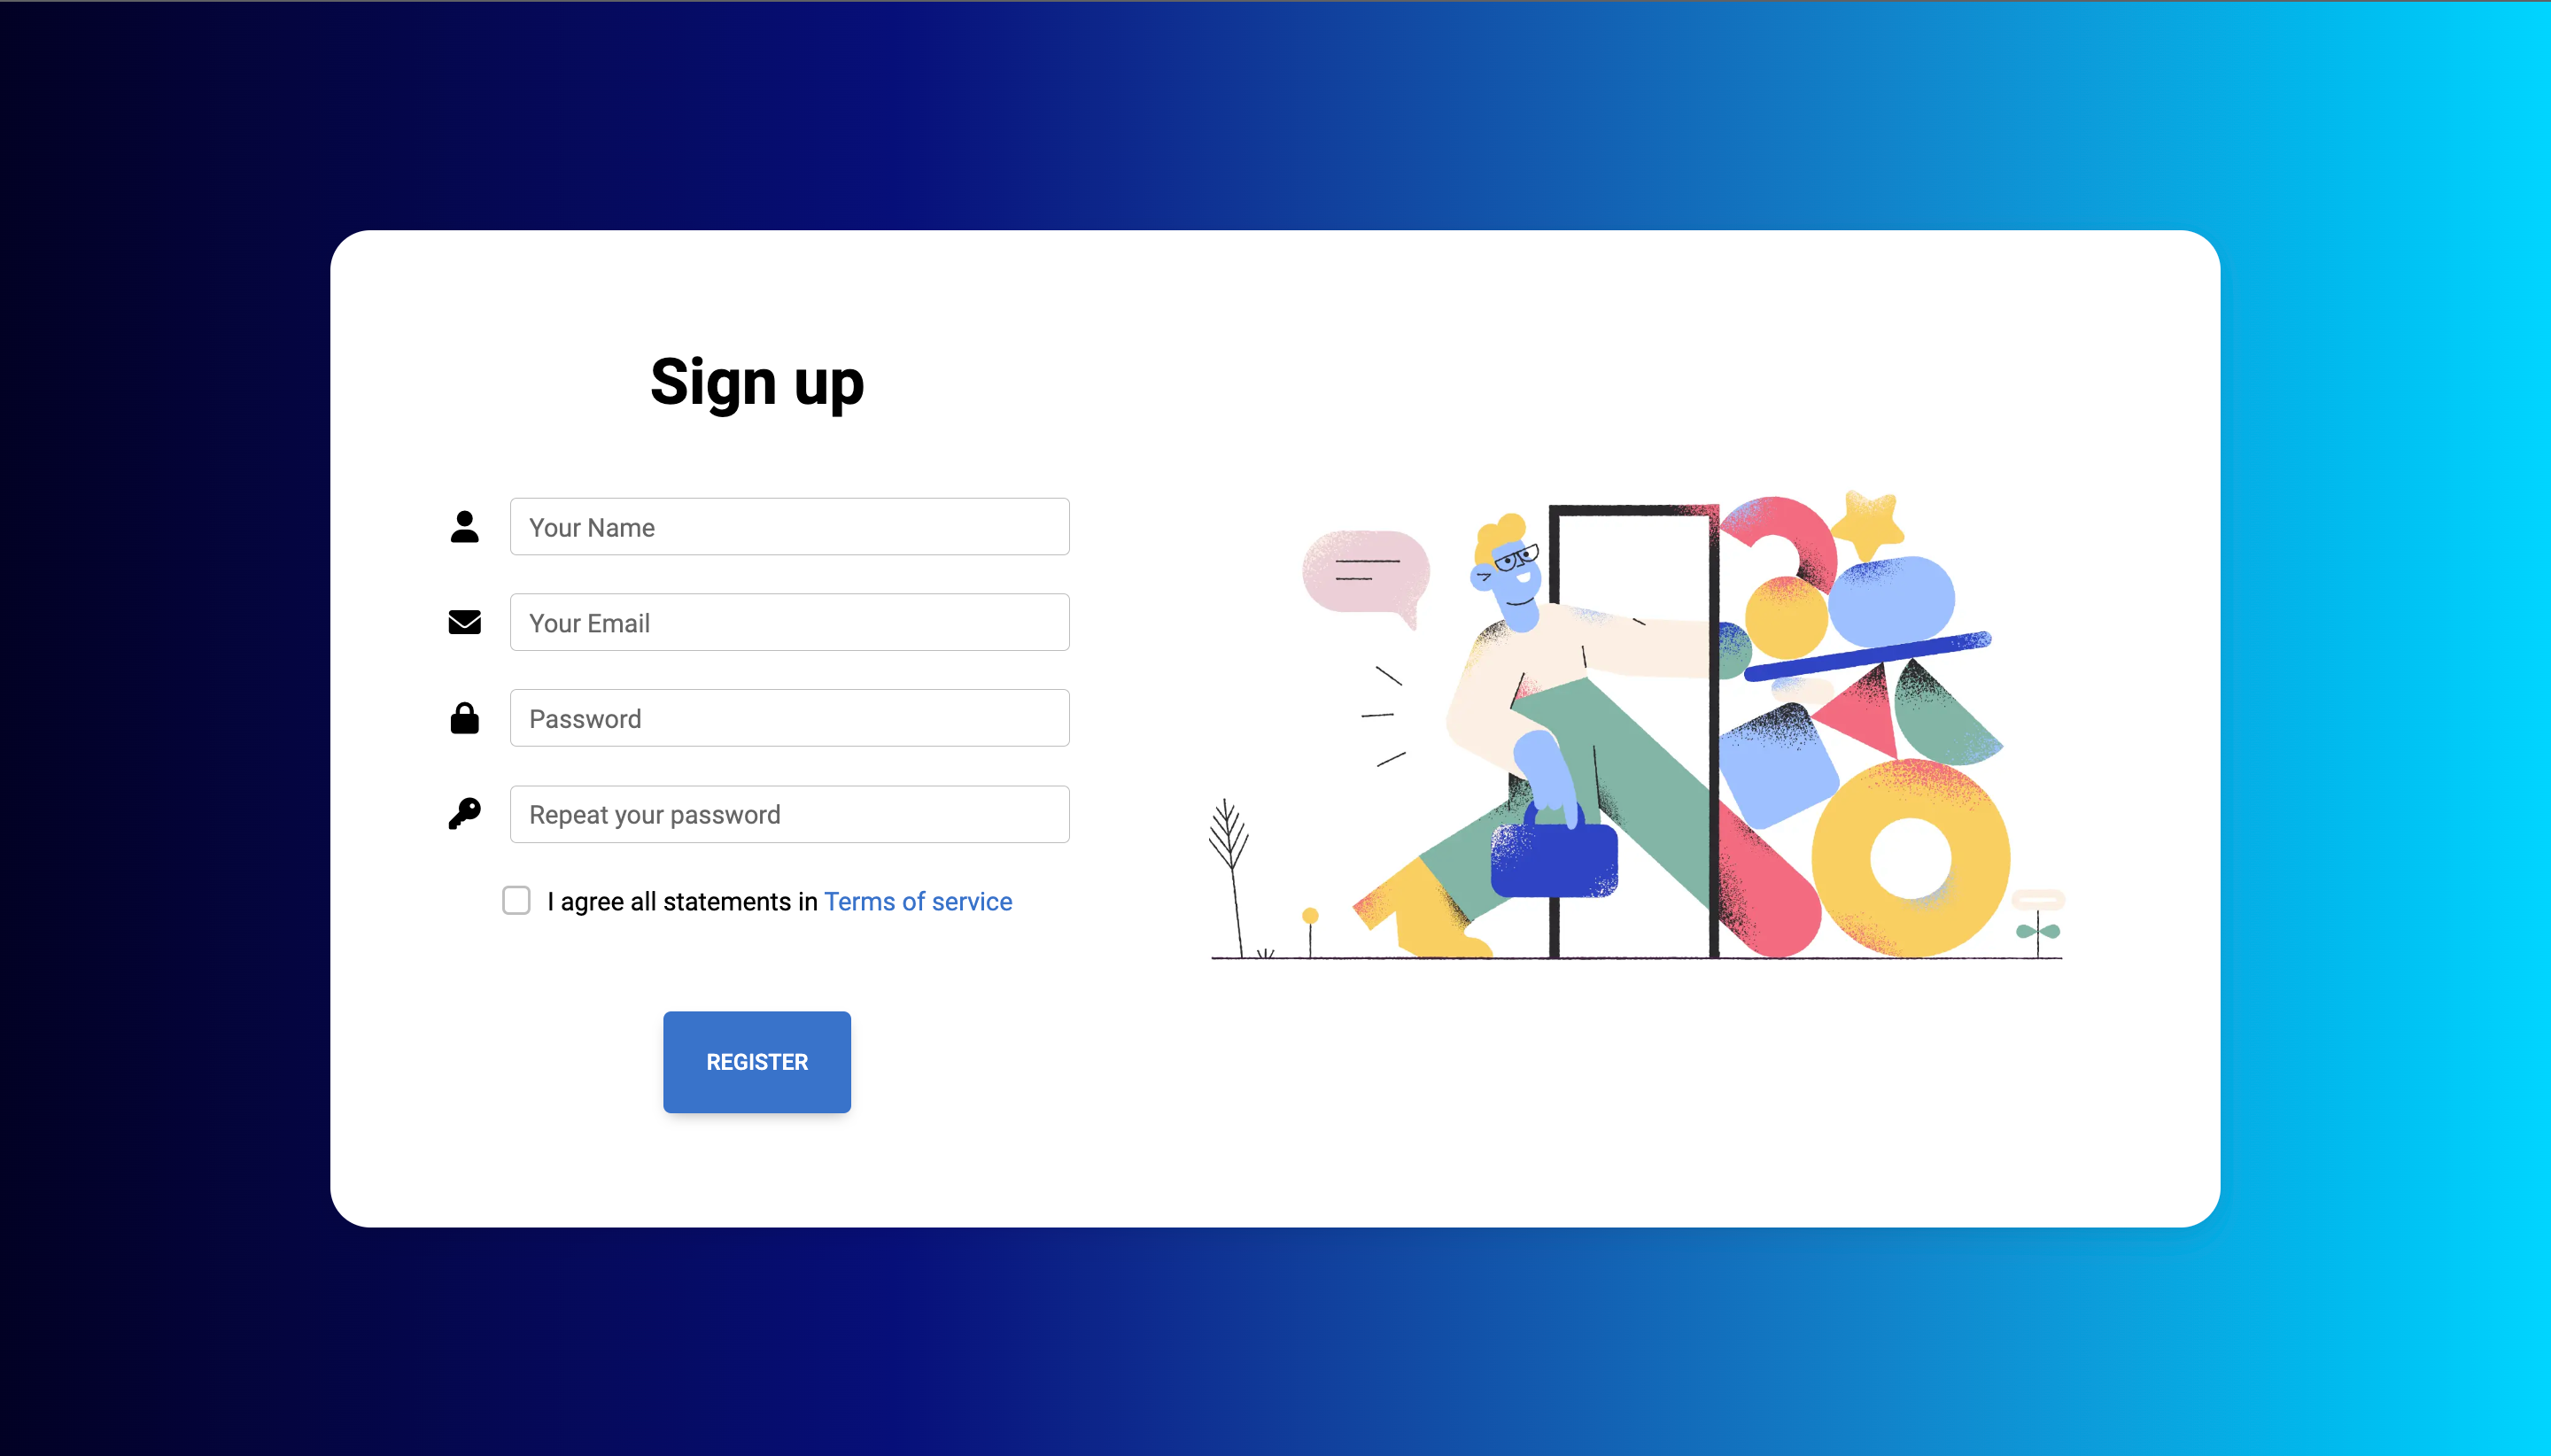 Sign up
Your Name
Your Email
Password
Repeat your password
I agree all statements in Terms of service
REGISTER